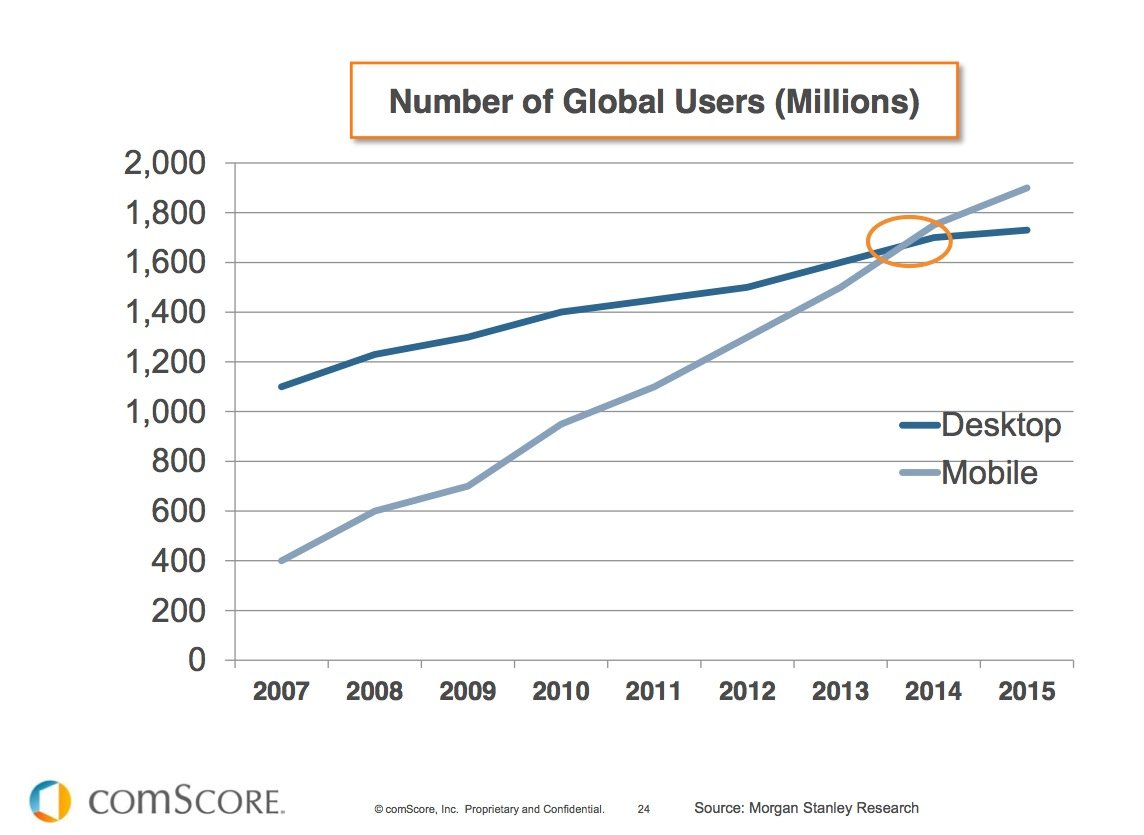 Number of Global Users (Millions)
2,000
1,800
1,600
1,400
1,200
1,000
800
600
400
200
0
Desktop
Mobile
2007 2008 2009 2010 2011 2012 2013 2014 2015
comSCORE.
© comScore, Inc. Proprietary and Confidential. 24 Source: Morgan Stanley Research